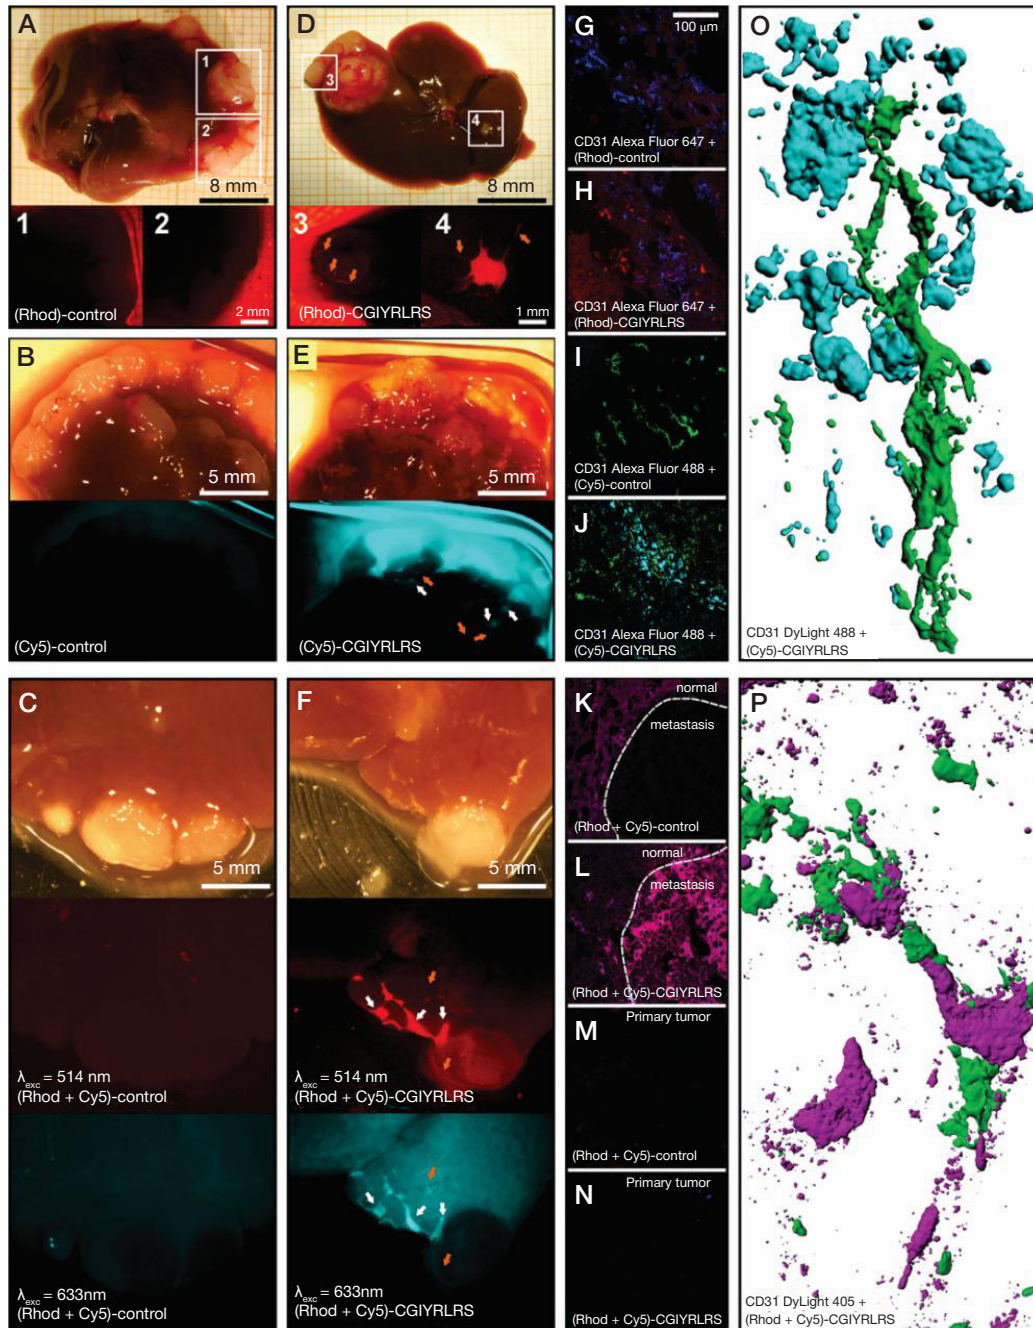 A
1
2
8 mm
1
2
(Rhod)-control
2 mm
D
3
4
8 mm
3
4
(Rhod)-CGIYRLRS
1 mm
B
5 mm
(Cy5)-control
E
5 mm
(Cy5)-CGIYRLRS
C
5 mm
λexc = 514 nm
(Rhod + Cy5)-control
λexc = 633nm
(Rhod + Cy5)-control
F
5 mm
λexc = 514 nm
(Rhod + Cy5)-CGIYRLRS
λexc = 633nm
(Rhod + Cy5)-CGIYRLRS
G
100 μm
CD31 Alexa Fluor 647 +
(Rhod)-control
H
CD31 Alexa Fluor 647 +
(Rhod)-CGIYRLRS
I
CD31 Alexa Fluor 488 +
(Cy5)-control
J
CD31 Alexa Fluor 488 +
(Cy5)-CGIYRLRS
K
normal
metastasis
(Rhod + Cy5)-control
L
normal
metastasis
(Rhod + Cy5)-CGIYRLRS
M
Primary tumor
(Rhod + Cy5)-control
N
Primary tumor
(Rhod + Cy5)-CGIYRLRS
O
CD31 DyLight 488 +
(Cy5)-CGIYRLRS
P
CD31 DyLight 405 +
(Rhod + Cy5)-CGIYRLRS